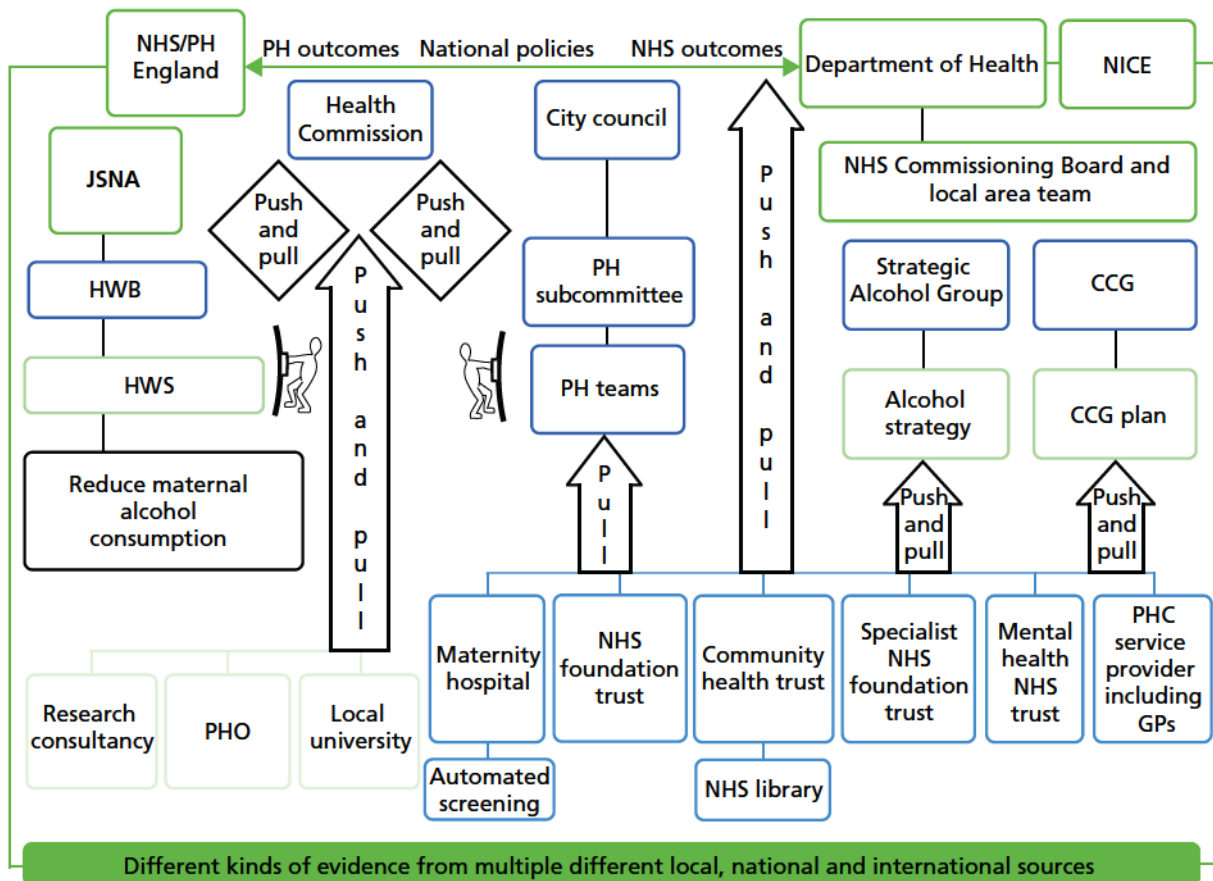 NHS/PH
England
PH outcomes
National policies
NHS outcomes
Department of Health
NICE
Health
Commission
City council
JSNA
NHS Commissioning Board and
local area team
Push
and
pull
Push
and
pull
Push and pull
Push and pull
HWB
PH
subcommittee
Strategic
Alcohol Group
CCG
HWS
PH teams
Alcohol
strategy
CCG plan
Reduce maternal
alcohol
consumption
Pull
Push
and
pull
Push
and
pull
Research
consultancy
PHO
Local
university
Maternity
hospital
NHS
foundation
trust
Community
health trust
Specialist
NHS
foundation
trust
Mental
health
NHS
trust
PHC
service
provider
including
GPs
Automated
screening
NHS library
Different kinds of evidence from multiple different local, national and international sources